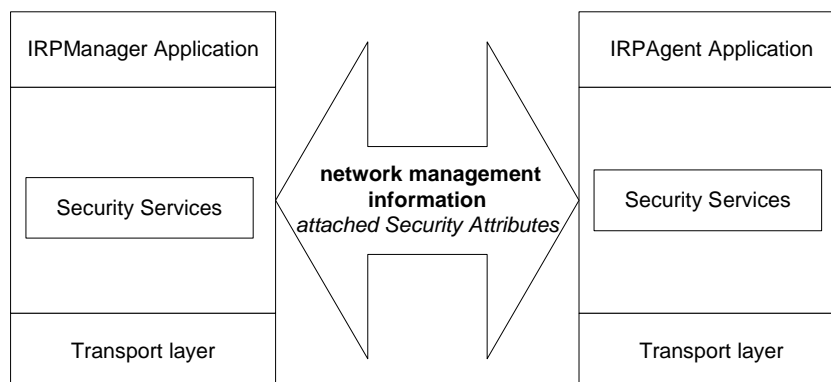 IRPManager Application
Security Services
Transport layer
network management
information
attached Security Attributes
IRPAgent Application
Security Services
Transport layer